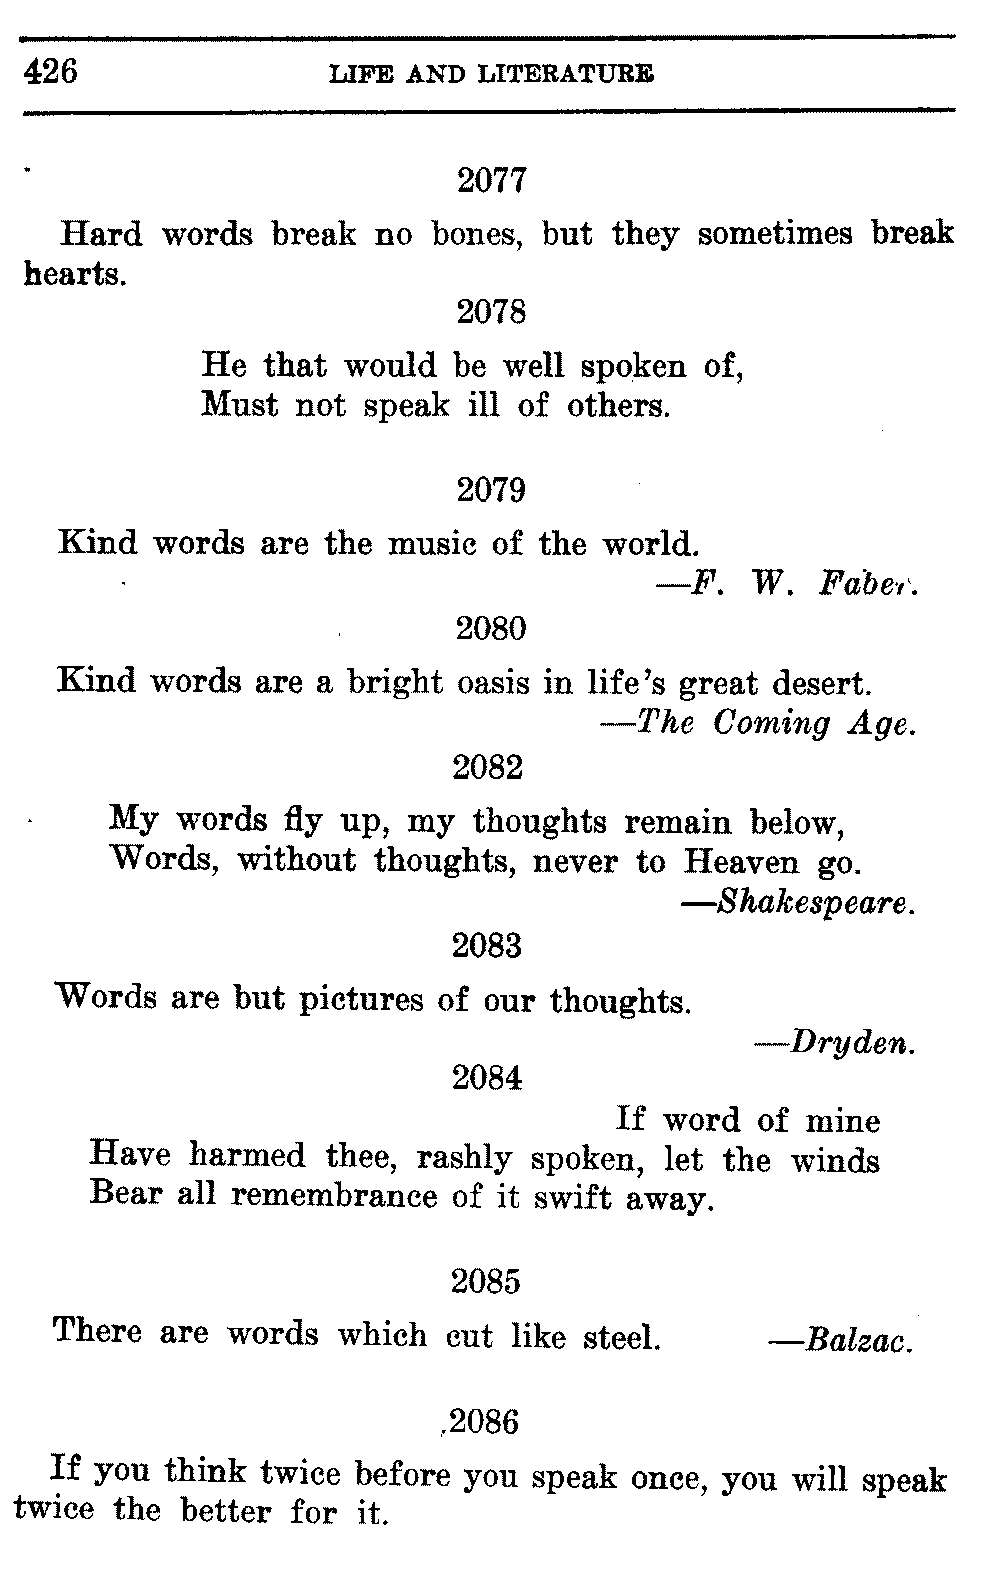 426 LIFE AND LITERATURE
2077
Hard words break no bones, but they sometimes break
hearts.
2078
He that would be well spoken of,
Must not speak ill of others.
2079
Kind words are the music of the world.
—F. W. Faber.
2080
Kind words are a bright oasis in life's great desert.
—The Coming Age.
2082
My words fly up, my thoughts remain below,
Words, without thoughts, never to Heaven go.
—Shakespeare.
2083
Words are but pictures of our thoughts.
—Dryden.
2084
If word of mine
Have harmed thee, rashly spoken, let the winds
Bear all remembrance of it swift away.
2085
There are words which cut like steel. —Balzac.
2086
If you think twice before you speak once, you will speak
twice the better for it.